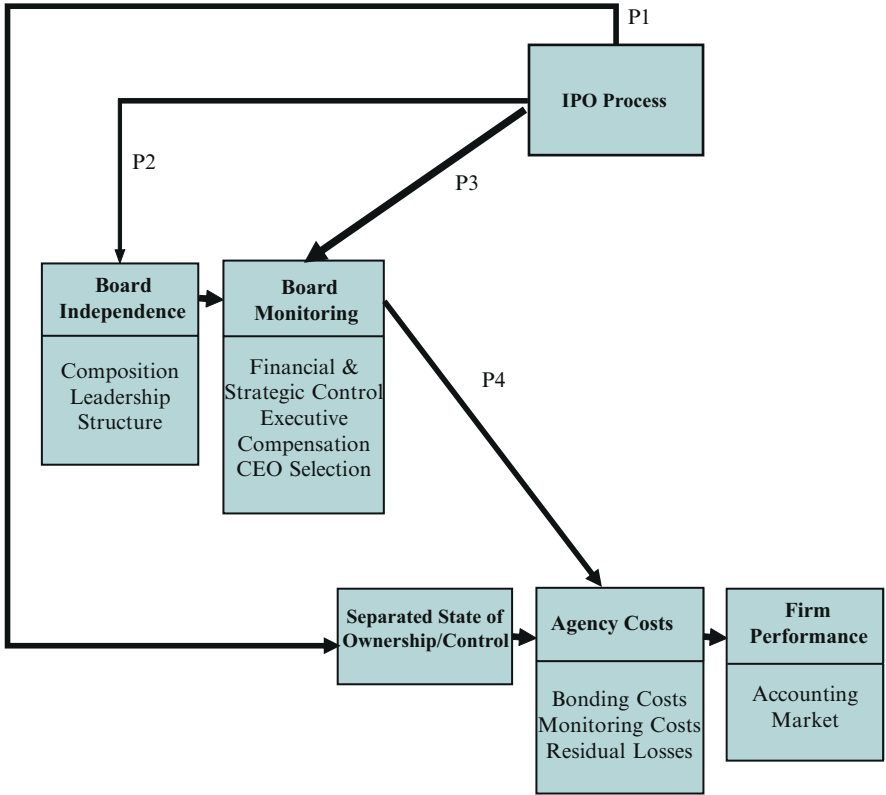 P1
IPO Process
P2
P3
Board
Independence
Composition
Leadership
Structure
Board
Monitoring
Financial &
Strategic Control
Executive
Compensation
CEO Selection
P4
Separated State of
Ownership/Control
Agency Costs
Bonding Costs
Monitoring Costs
Residual Losses
Firm
Performance
Accounting
Market